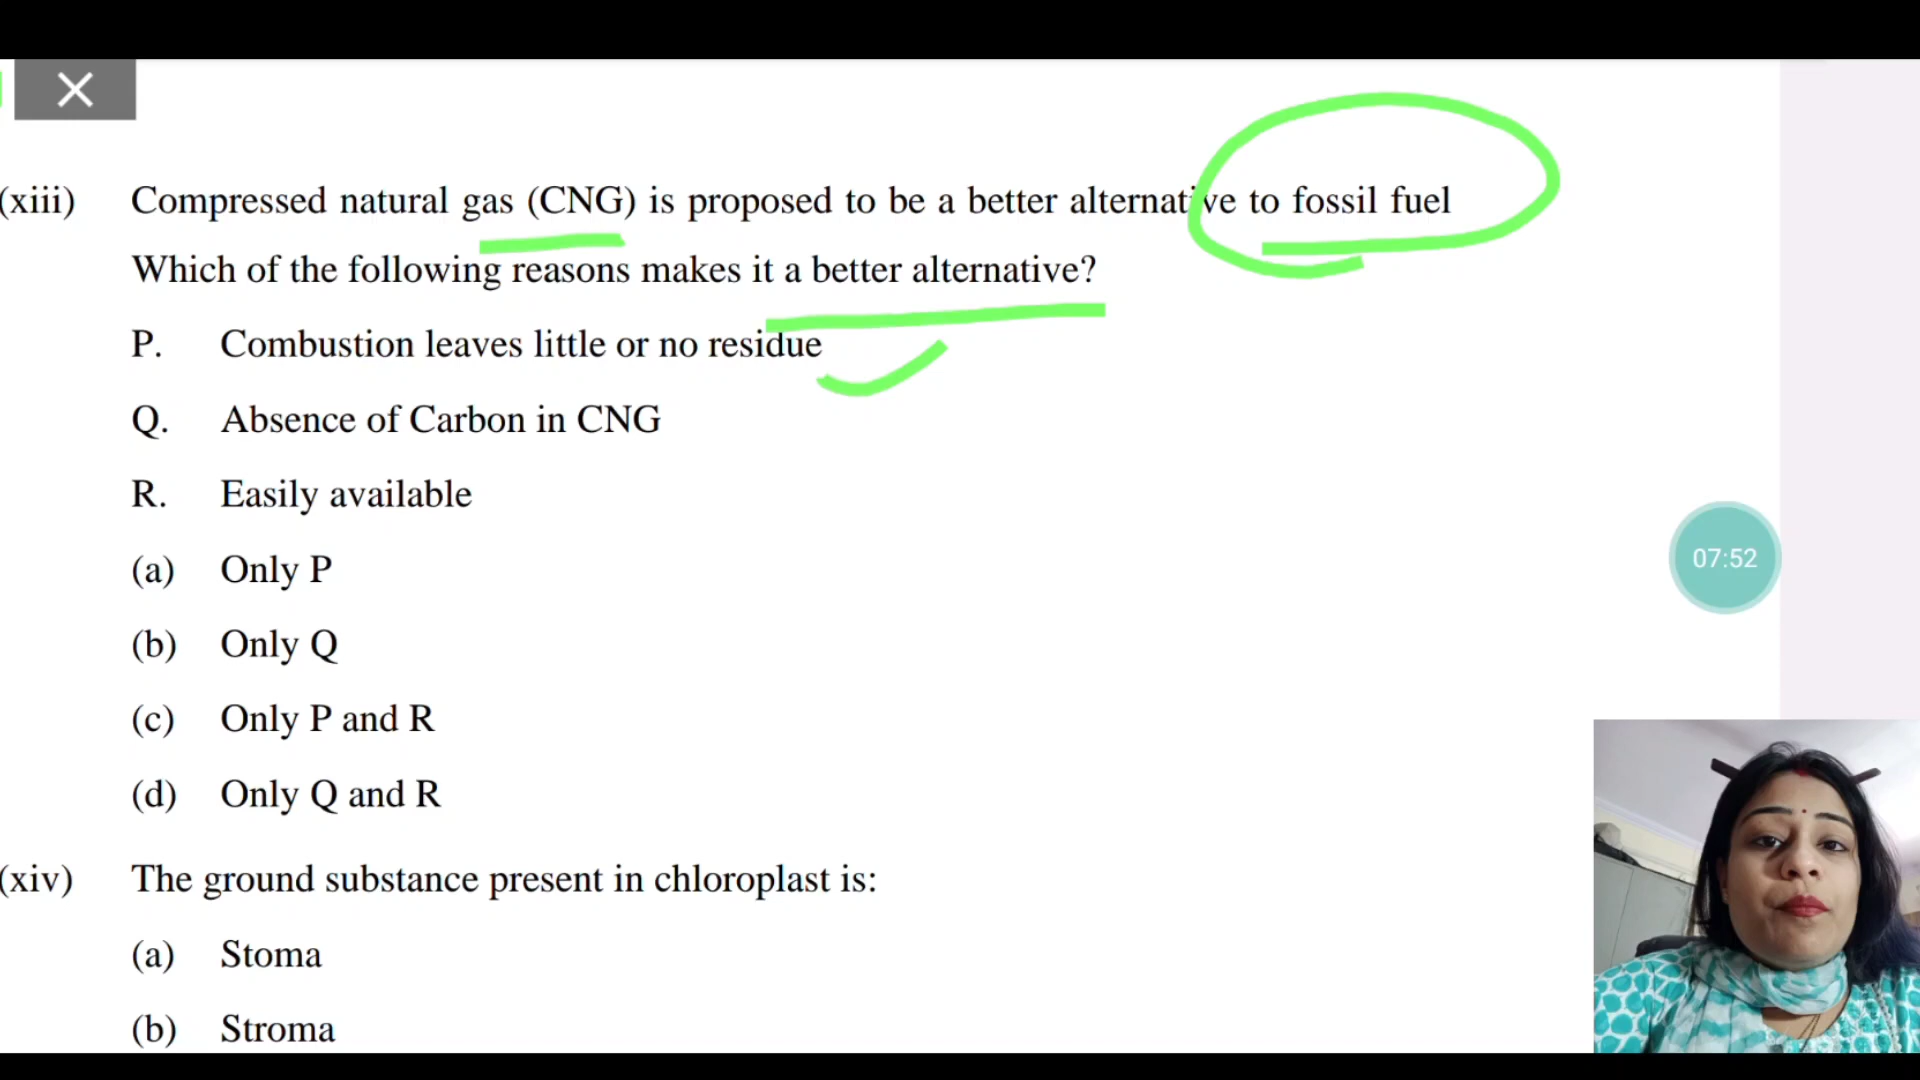 (xiii) Compressed natural gas (CNG) is proposed to be a better alternative to fossil fuel
Which of the following reasons makes it a better alternative?
P. Combustion leaves little or no residue
Q. Absence of Carbon in CNG
R. Easily available
(a) Only P
(b) Only Q
(c) Only P and R
(d) Only Q and R
07:52
(xiv) The ground substance present in chloroplast is:
(a) Stoma
(b) Stroma